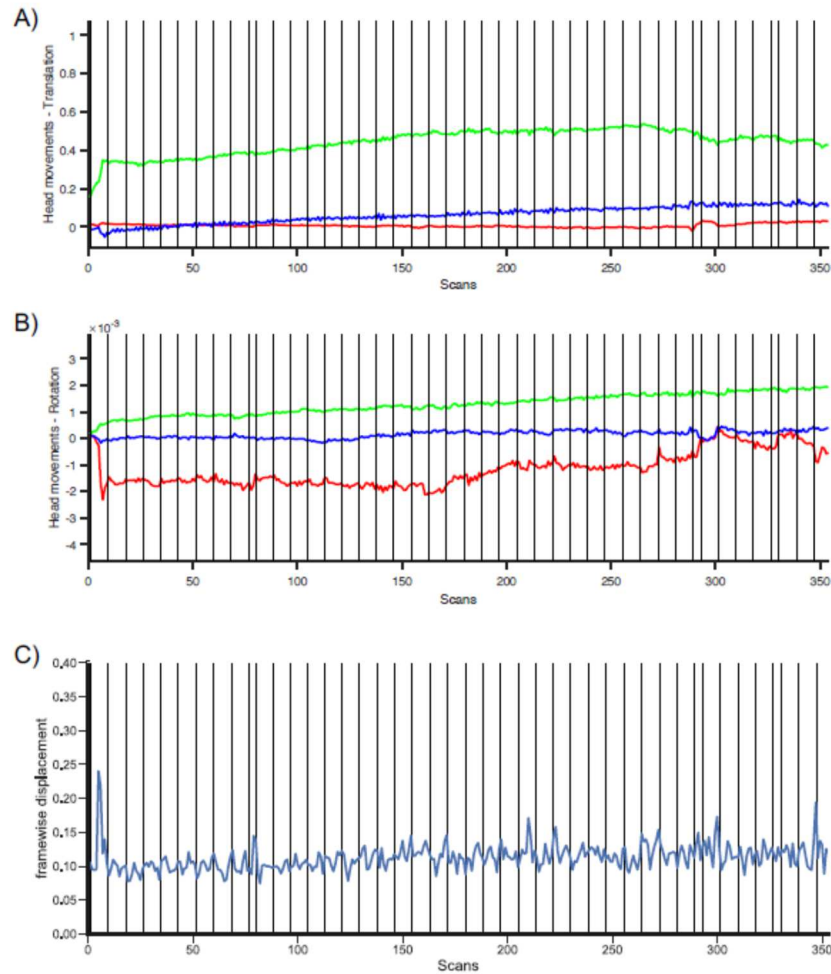 A)
Head movements - Translation
1
0.8
0.6
0.4
0.2
0
0 50 100 150 200 250 300 350
Scans
B)
×10⁻³
Head movements - Rotation
3
2
1
0
-1
-2
-3
-4
0 50 100 150 200 250 300 350
Scans
C)
framewise displacement
0.40
0.35
0.30
0.25
0.20
0.15
0.10
0.05
0.00
0 50 100 150 200 250 300 350
Scans